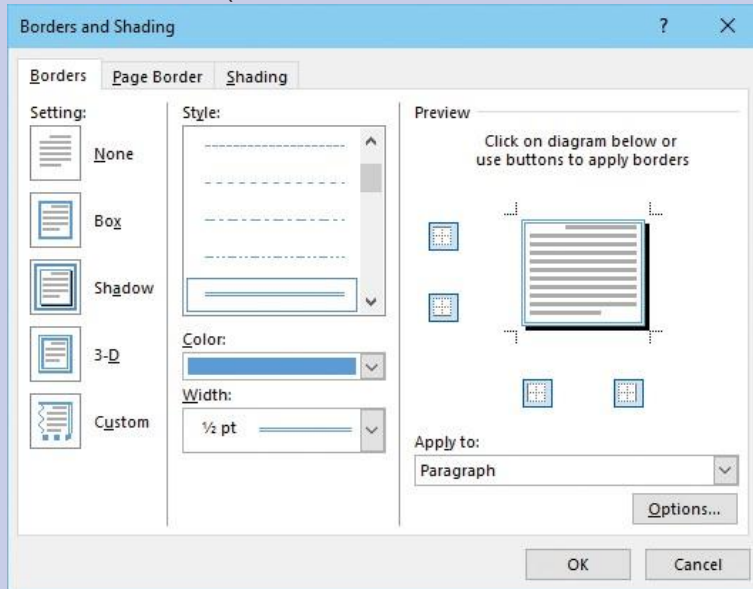 Borders and Shading
?
Borders
Page Border
Shading
Setting:
None
Box
Shadow
3-D
Custom
Style:
Color:
Width:
½ pt
Preview
Click on diagram below or
use buttons to apply borders
Apply to:
Paragraph
Options...
OK
Cancel